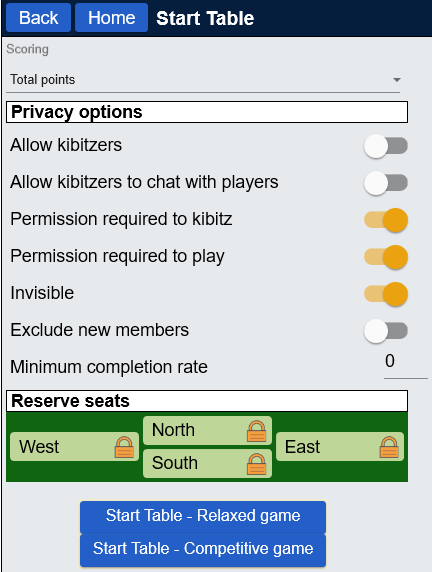 Back Home Start Table
Scoring
Total points
Privacy options
Allow kibitzers
Allow kibitzers to chat with players
Permission required to kibitz
Permission required to play
Invisible
Exclude new members
Minimum completion rate 0
Reserve seats
North
West East
South
Start Table - Relaxed game
Start Table - Competitive game